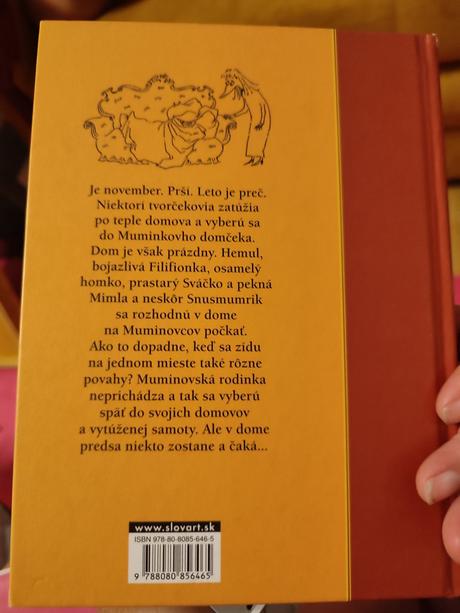 Je november. Prší. Leto je preč.
Niektorí tvorčekovia zatúžia
po teple domova a vyberú sa
do Muminkovho domčeka.
Dom je však prázdny. Hemul,
bojazlivá Filifionka, osamelý
homko, prastarý Sváčko a pekná
Mimla a neskôr Snusmumrik
sa rozhodnú v dome
na Muminovcov počkať.
Ako to dopadne, keď sa zídu
na jednom mieste také rôzne
povahy? Muminovská rodinka
neprichádza a tak sa vyberú
späť do svojich domovov
a vytúženej samoty. Ale v dome
predsa niekto zostane a čaká...
www.slovart.sk
ISBN 978-80-8085-646-5
9 788080 856465